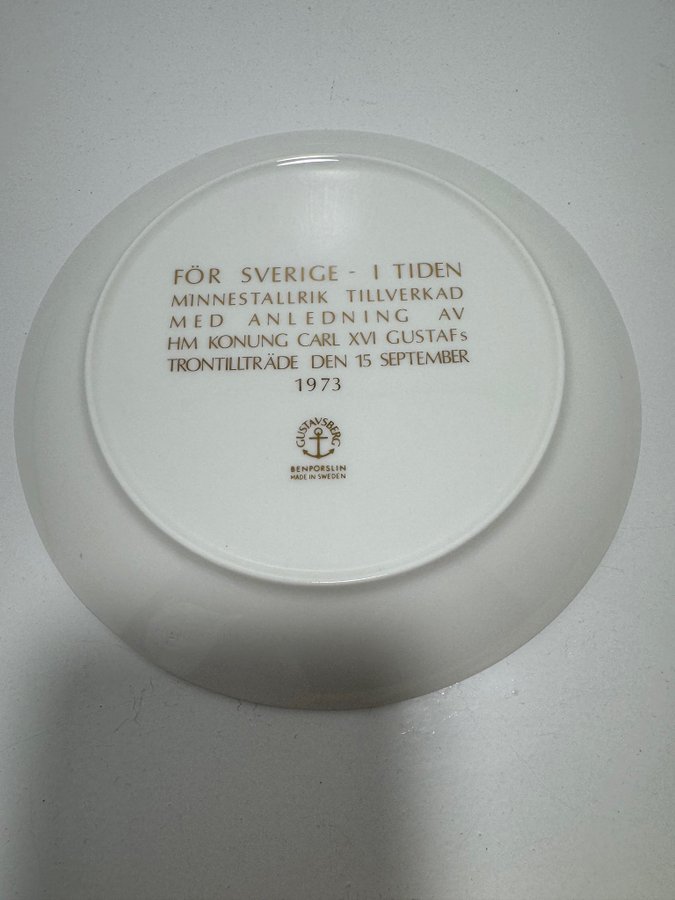 FÖR SVERIGE - I TIDEN
MINNESTALLRIK TILLVERKAD
MED ANLEDNING AV
HM KONUNG CARL XVI GUSTAFs
TRONTILLTRÄDE DEN 15 SEPTEMBER
1973
GUSTAVSBERG
BENPORSLIN
MADE IN SWEDEN